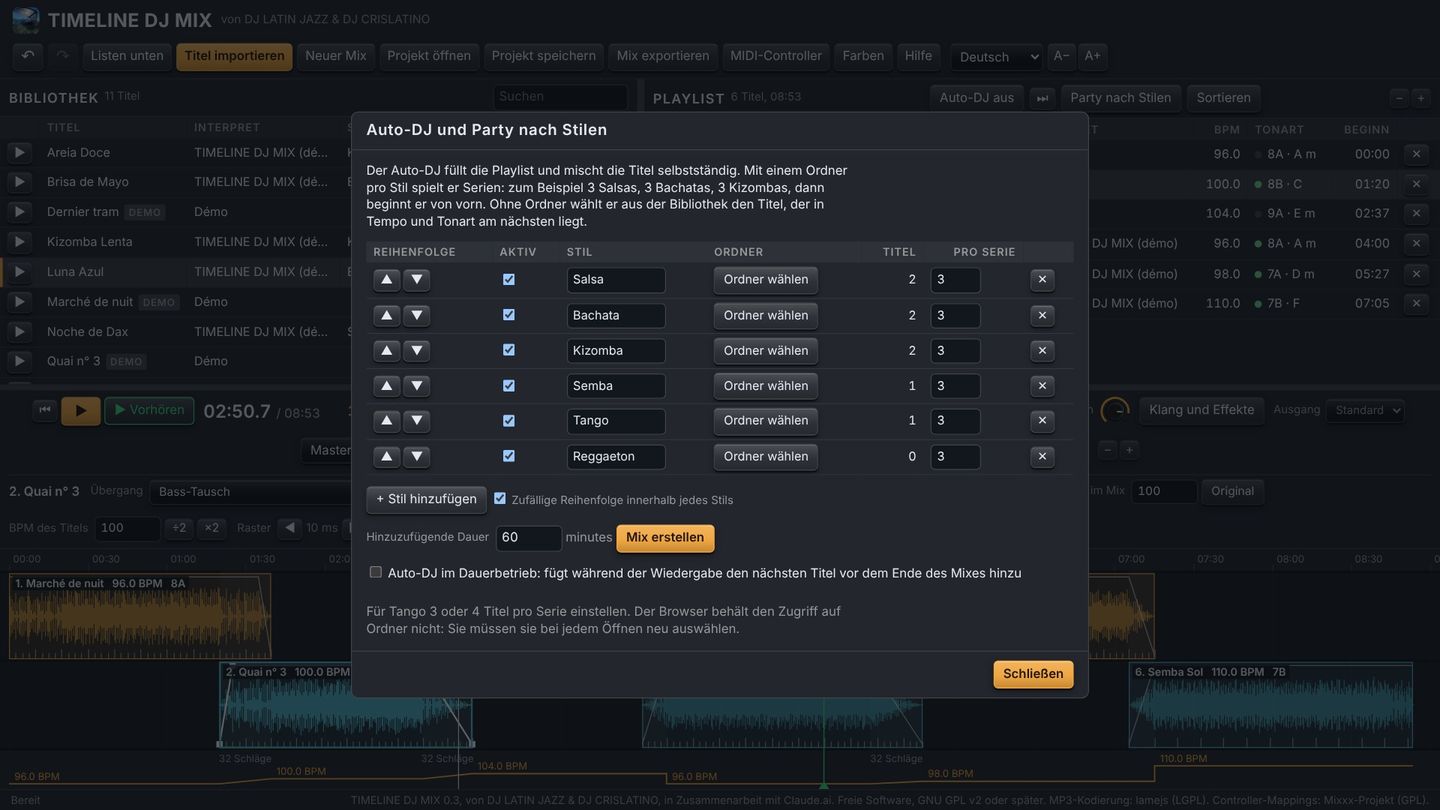 TIMELINE DJ MIX von DJ LATIN JAZZ & DJ CRISLATINO
↶ ↷ Listen unten Titel importieren Neuer Mix Projekt öffnen Projekt speichern Mix exportieren MIDI-Controller Farben Hilfe Deutsch A− A+
BIBLIOTHEK 11 Titel Suchen
PLAYLIST 6 Titel, 08:53 Auto-DJ aus ⏭ Party nach Stilen Sortieren − +
TITEL INTERPRET
BPM TONART BEGINN
Areia Doce TIMELINE DJ MIX (dé...
Brisa de Mayo TIMELINE DJ MIX (dé...
Dernier tram DEMO Démo
Kizomba Lenta TIMELINE DJ MIX (dé...
Luna Azul TIMELINE DJ MIX (dé...
Marché de nuit DEMO Démo
Noche de Dax TIMELINE DJ MIX (dé...
Quai n° 3 DEMO Démo
96.0 8A · A m 00:00 ✕
100.0 8B · C 01:20 ✕
104.0 9A · E m 02:37 ✕
DJ MIX (démo) 96.0 8A · A m 04:00 ✕
DJ MIX (démo) 98.0 7A · D m 05:27 ✕
DJ MIX (démo) 110.0 7B · F 07:05 ✕
Auto-DJ und Party nach Stilen
Der Auto-DJ füllt die Playlist und mischt die Titel selbstständig. Mit einem Ordner
pro Stil spielt er Serien: zum Beispiel 3 Salsas, 3 Bachatas, 3 Kizombas, dann
beginnt er von vorn. Ohne Ordner wählt er aus der Bibliothek den Titel, der in
Tempo und Tonart am nächsten liegt.
REIHENFOLGE AKTIV STIL ORDNER TITEL PRO SERIE
▲ ▼ Salsa Ordner wählen 2 3 ✕
▲ ▼ Bachata Ordner wählen 2 3 ✕
▲ ▼ Kizomba Ordner wählen 2 3 ✕
▲ ▼ Semba Ordner wählen 1 3 ✕
▲ ▼ Tango Ordner wählen 1 3 ✕
▲ ▼ Reggaeton Ordner wählen 0 3 ✕
+ Stil hinzufügen Zufällige Reihenfolge innerhalb jedes Stils
Hinzuzufügende Dauer 60 minutes Mix erstellen
Auto-DJ im Dauerbetrieb: fügt während der Wiedergabe den nächsten Titel vor dem Ende des Mixes hinzu
Für Tango 3 oder 4 Titel pro Serie einstellen. Der Browser behält den Zugriff auf
Ordner nicht: Sie müssen sie bei jedem Öffnen neu auswählen.
Schließen
⏮ ▶ ▶ Vorhören 02:50.7 / 08:53
Klang und Effekte Ausgang Standard
Master
− +
2. Quai n° 3 Übergang Bass-Tausch
im Mix 100 Original
BPM des Titels 100 ÷2 ×2 Raster ◀ 10 ms
00:00 00:30 01:00 01:30 02:0
07:00 07:30 08:00 08:30
1. Marché de nuit 96.0 BPM 8A
2. Quai n° 3 100.0 BPM
6. Semba Sol 110.0 BPM 7B
32 Schläge 32 Schläge 32 Schläge
96.0 BPM 100.0 BPM 104.0 BPM 96.0 BPM 98.0 BPM 110.0 BPM
Bereit
TIMELINE DJ MIX 0.3, von DJ LATIN JAZZ & DJ CRISLATINO, in Zusammenarbeit mit Claude.ai. Freie Software, GNU GPL v2 oder später. MP3-Kodierung: lamejs (LGPL). Controller-Mappings: Mixxx-Projekt (GPL).